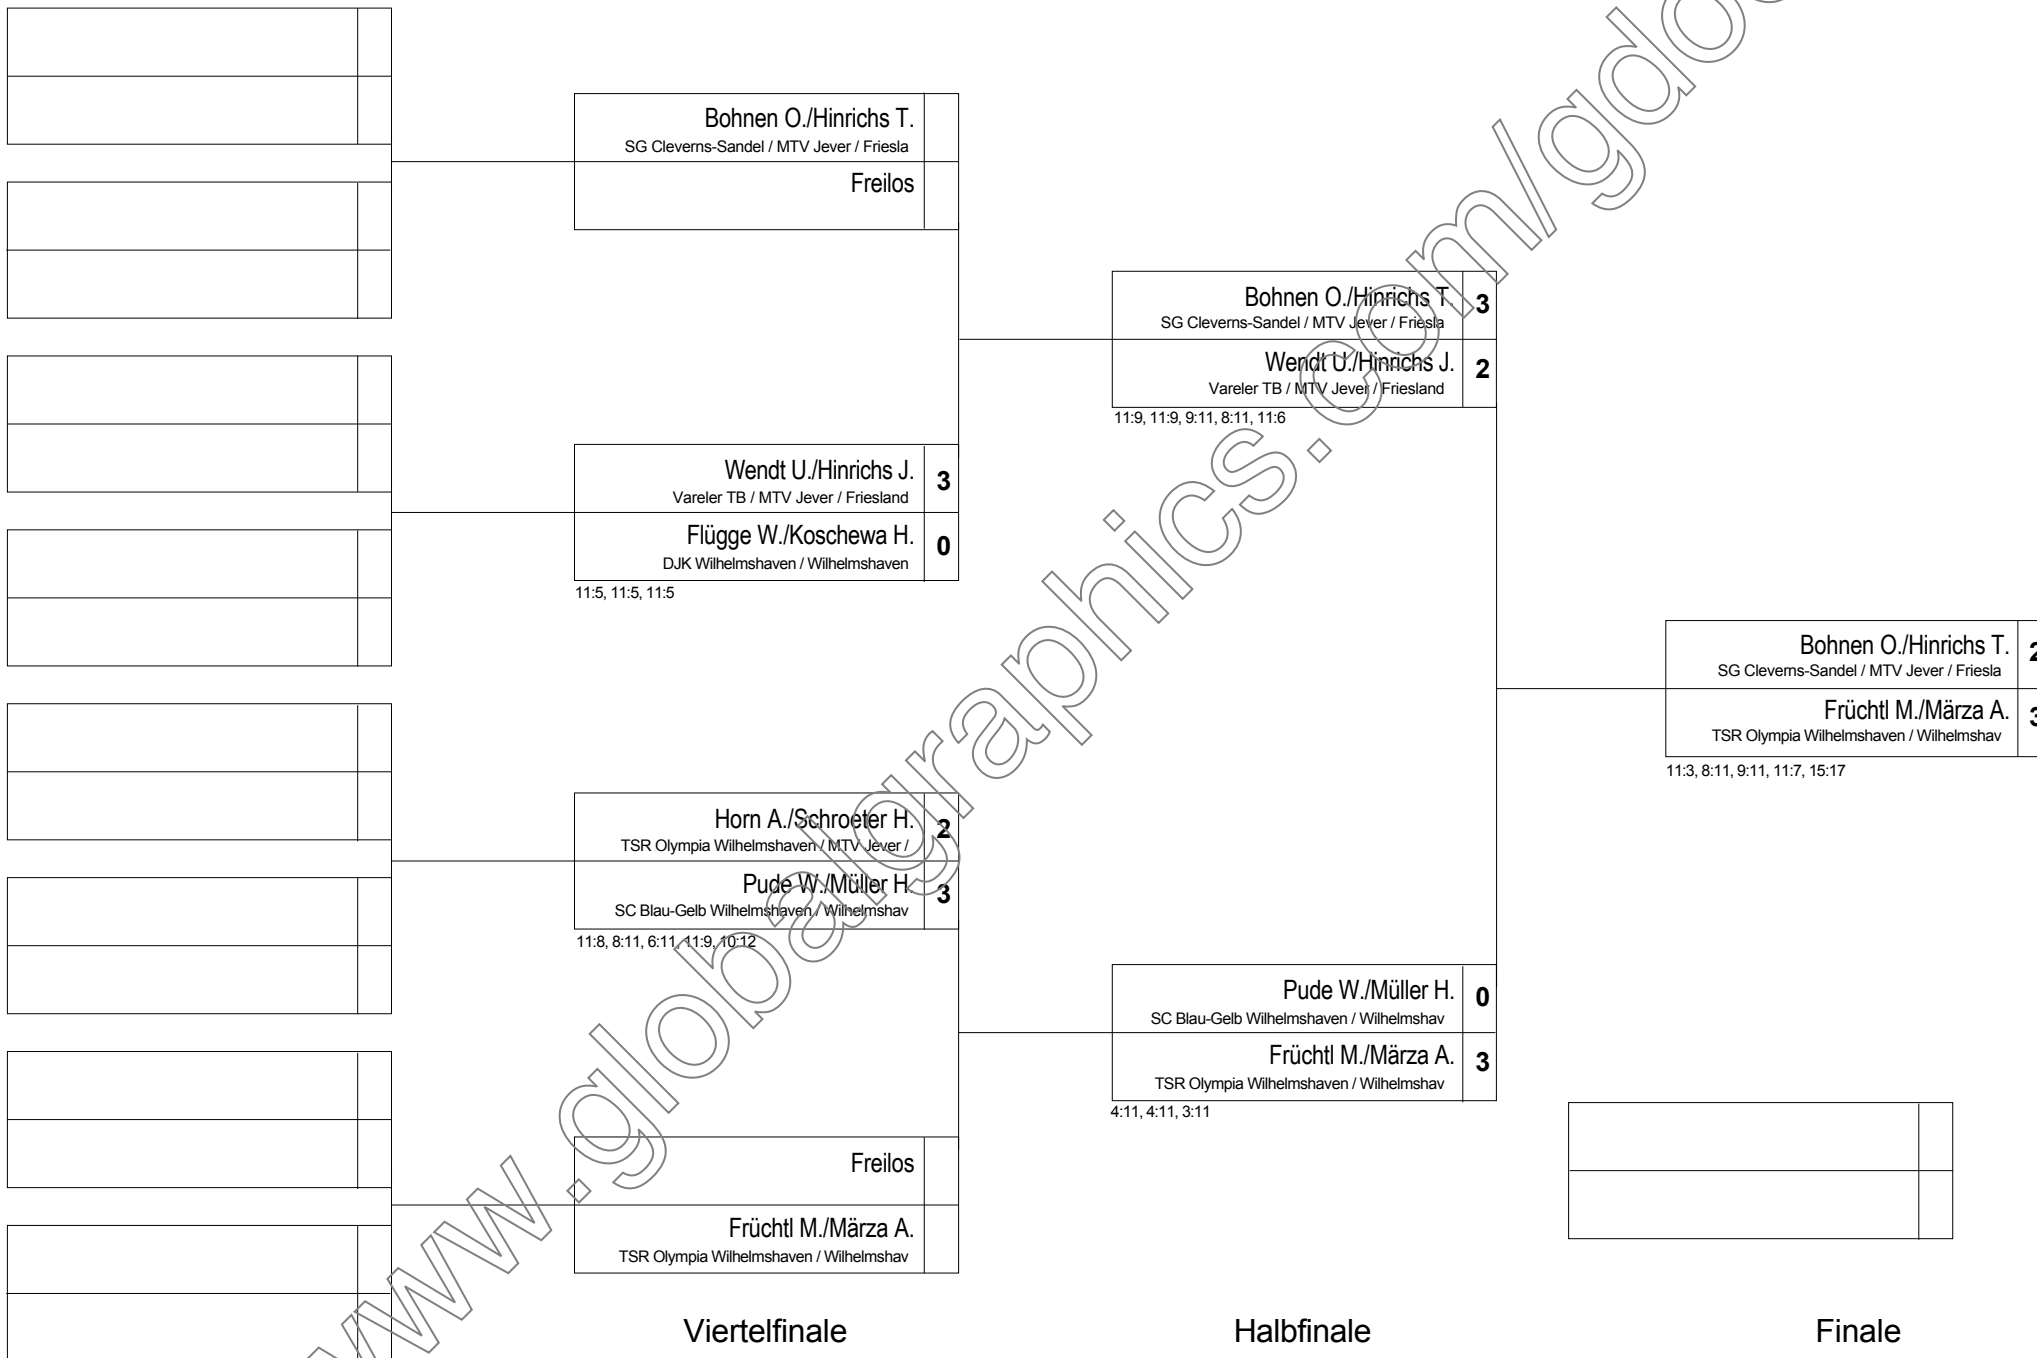 Bohnen O./Hinrichs T.
SG Cleverns-Sandel / MTV Jever / Friesla
Freilos
Wendt U./Hinrichs J. 3
Vareler TB / MTV Jever / Friesland
Flügge W./Koschewa H. 0
DJK Wilhelmshaven / Wilhelmshaven
11:5, 11:5, 11:5
Horn A./Schroeter H. 2
TSR Olympia Wilhelmshaven / MTV Jever /
Pude W./Müller H. 3
SC Blau-Gelb Wilhelmshaven / Wilhelmshav
11:8, 8:11, 6:11, 11:9, 10:12
Freilos
Früchtl M./Märza A.
TSR Olympia Wilhelmshaven / Wilhelmshav
Viertelfinale
Bohnen O./Hinrichs T. 3
SG Cleverns-Sandel / MTV Jever / Friesla
Wendt U./Hinrichs J. 2
Vareler TB / MTV Jever / Friesland
11:9, 11:9, 9:11, 8:11, 11:6
Pude W./Müller H. 0
SC Blau-Gelb Wilhelmshaven / Wilhelmshav
Früchtl M./Märza A. 3
TSR Olympia Wilhelmshaven / Wilhelmshav
4:11, 4:11, 3:11
Halbfinale
Bohnen O./Hinrichs T. 2
SG Cleverns-Sandel / MTV Jever / Friesla
Früchtl M./Märza A. 3
TSR Olympia Wilhelmshaven / Wilhelmshav
11:3, 8:11, 9:11, 11:7, 15:17
Finale
www.globalgraphics.com/gdo